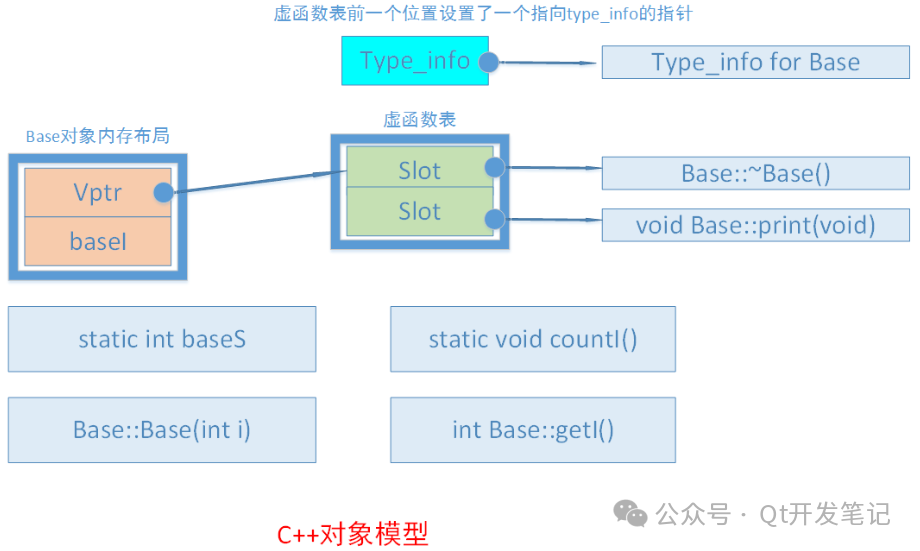 虚函数表前一个位置设置了一个指向type_info的指针
Type_info
Type_info for Base
Base对象内存布局
虚函数表
Vptr
baseI
Slot
Slot
Base::~Base()
void Base::print(void)
static int baseS
static void countI()
Base::Base(int i)
int Base::getI()
C++对象模型
公众号 · Qt开发笔记